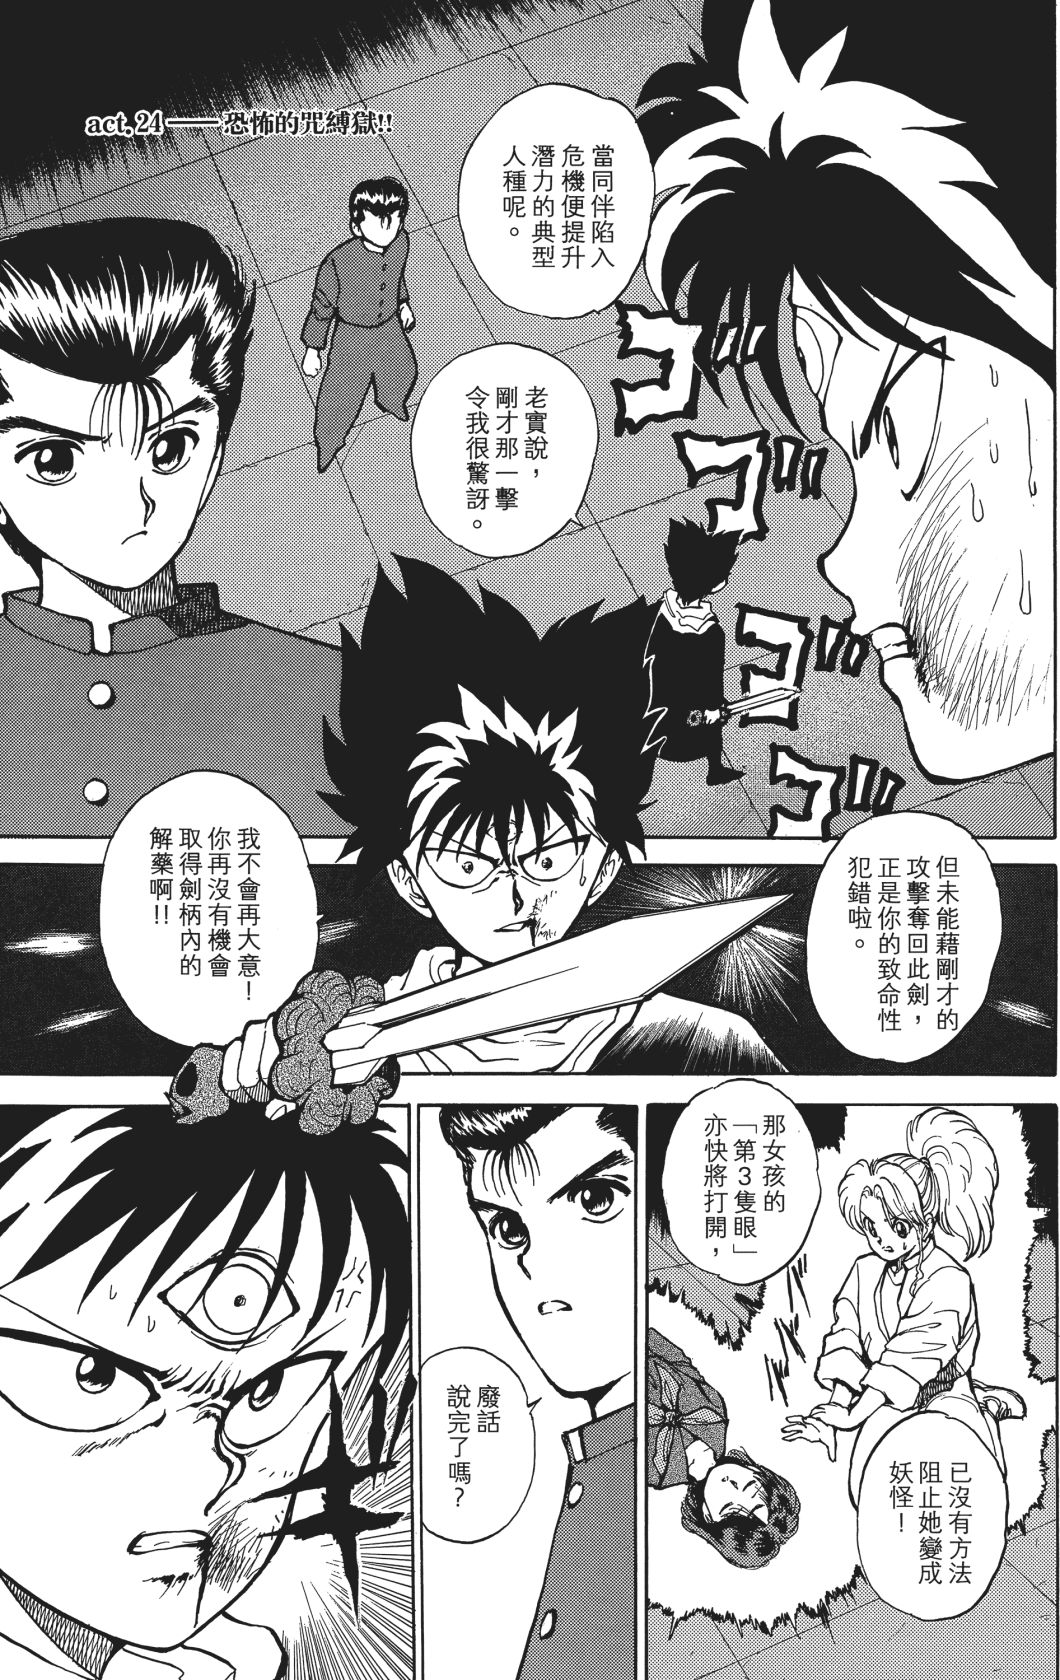 act.24──恐怖的咒縛獄!!
當同伴陷入
危機便提升
潛力的典型
人種呢。
老實說，
剛才那一擊
令我很驚訝。
ゴゴゴゴ
但未能藉剛才的
攻擊奪回此劍，
正是你的致命性
犯錯啦。
我不會再大意！
你再沒有機會
取得劍柄內的
解藥啊!!
那女孩的
「第3隻眼」
亦快將打開，
已沒有方法
阻止她變成
妖怪！
廢話
說完了嗎？